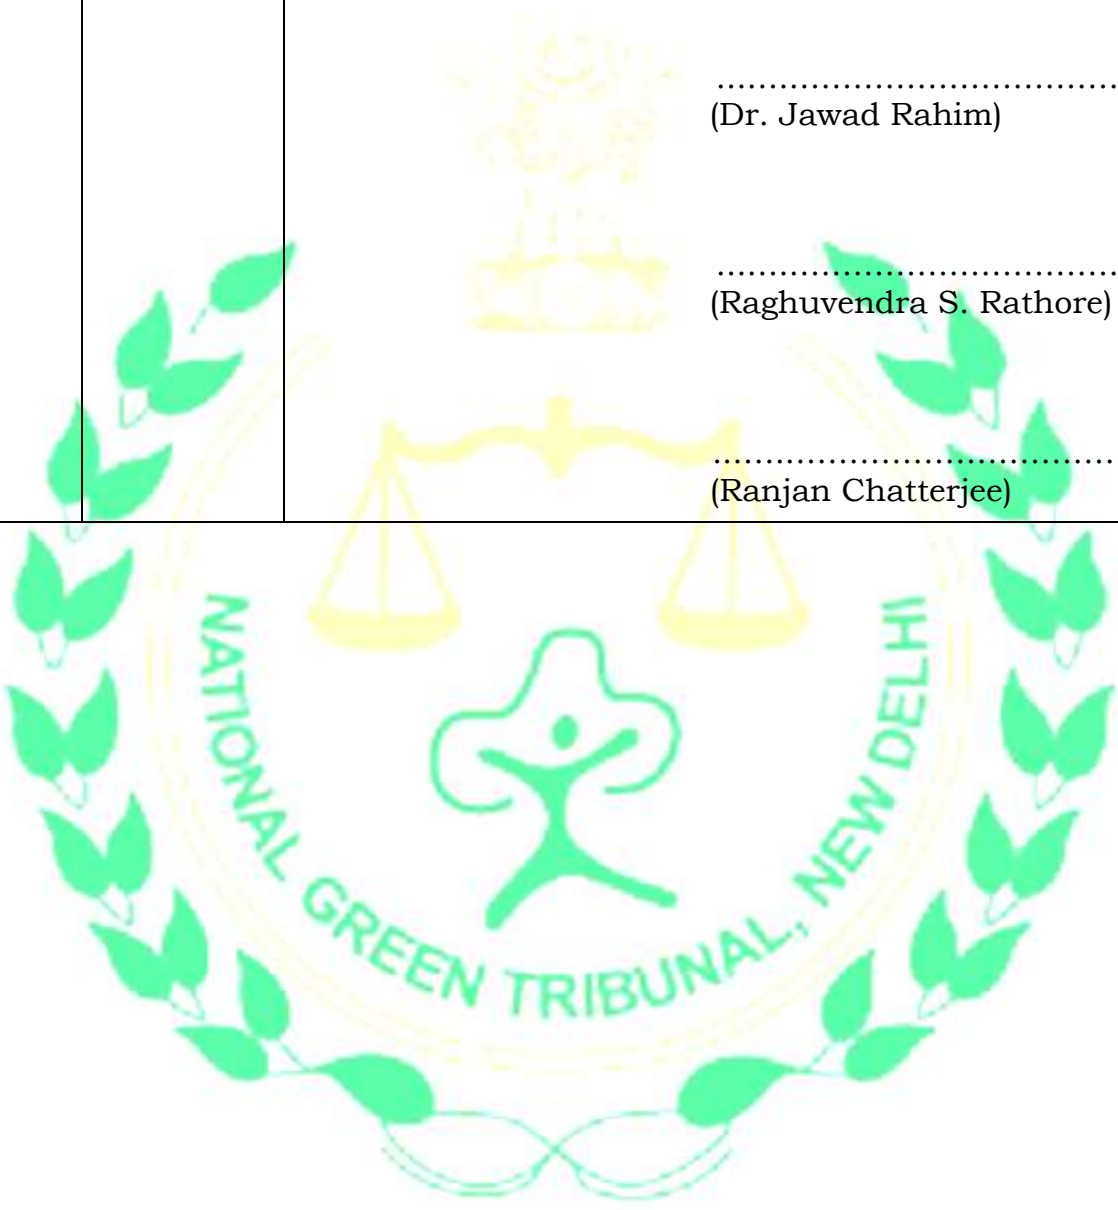 .......................................
(Dr. Jawad Rahim)
.......................................
(Raghuvendra S. Rathore)
.......................................
(Ranjan Chatterjee)
NATIONAL GREEN TRIBUNAL, NEW DELHI